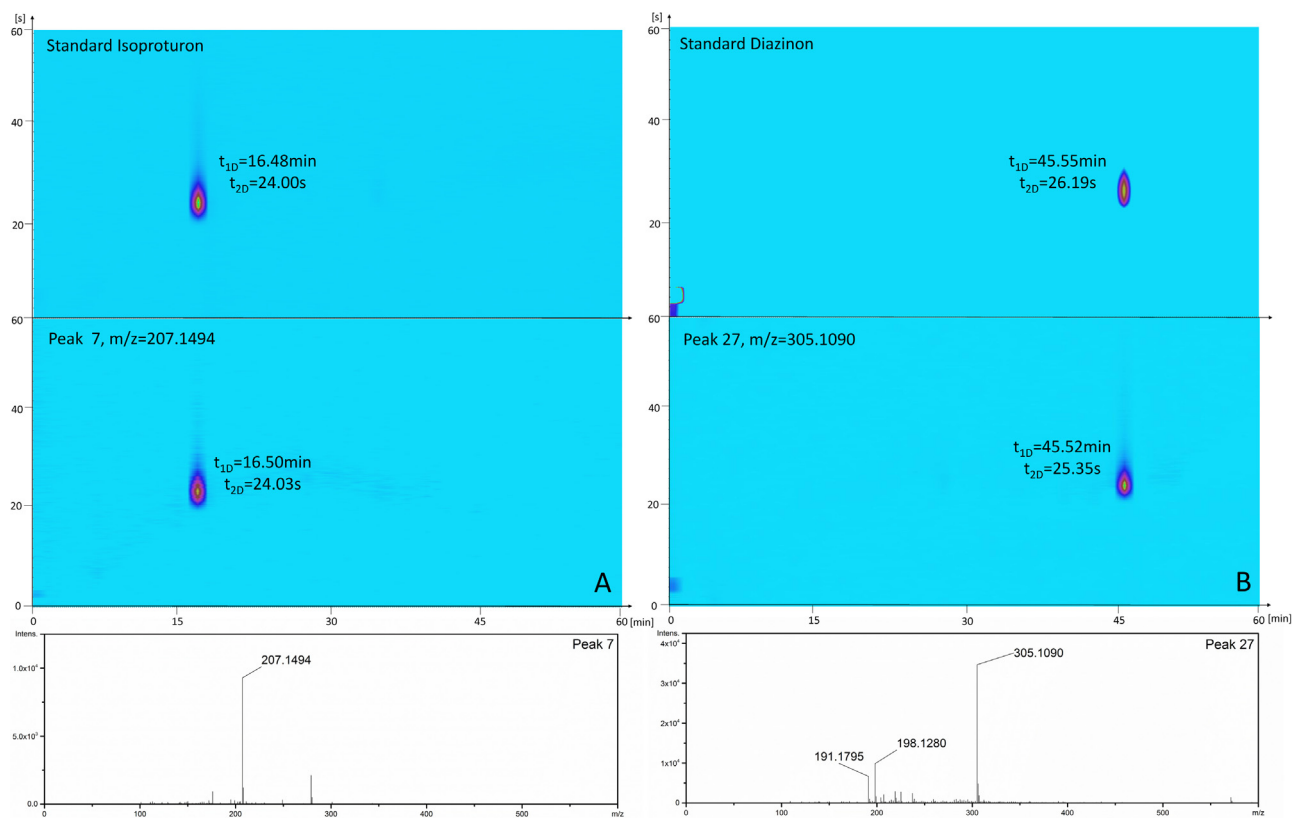 [s]
60
Standard Isoproturon
40
t1D=16.48min
t2D=24.00s
20
60
Peak 7, m/z=207.1494
40
t1D=16.50min
t2D=24.03s
20
A
0
15
30
45
60 [min]
Intens.
Peak 7
1.0x10⁴
207.1494
5.0x10³
0.0
0
100
200
300
400
500
m/z
[s]
60
Standard Diazinon
40
t1D=45.55min
t2D=26.19s
20
60
Peak 27, m/z=305.1090
40
t1D=45.52min
t2D=25.35s
20
B
0
15
30
45
60
[min]
Intens.
Peak 27
4x10⁴
305.1090
3x10⁴
2x10⁴
198.1280
191.1795
1x10⁴
0
0
100
200
300
400
500
m/z